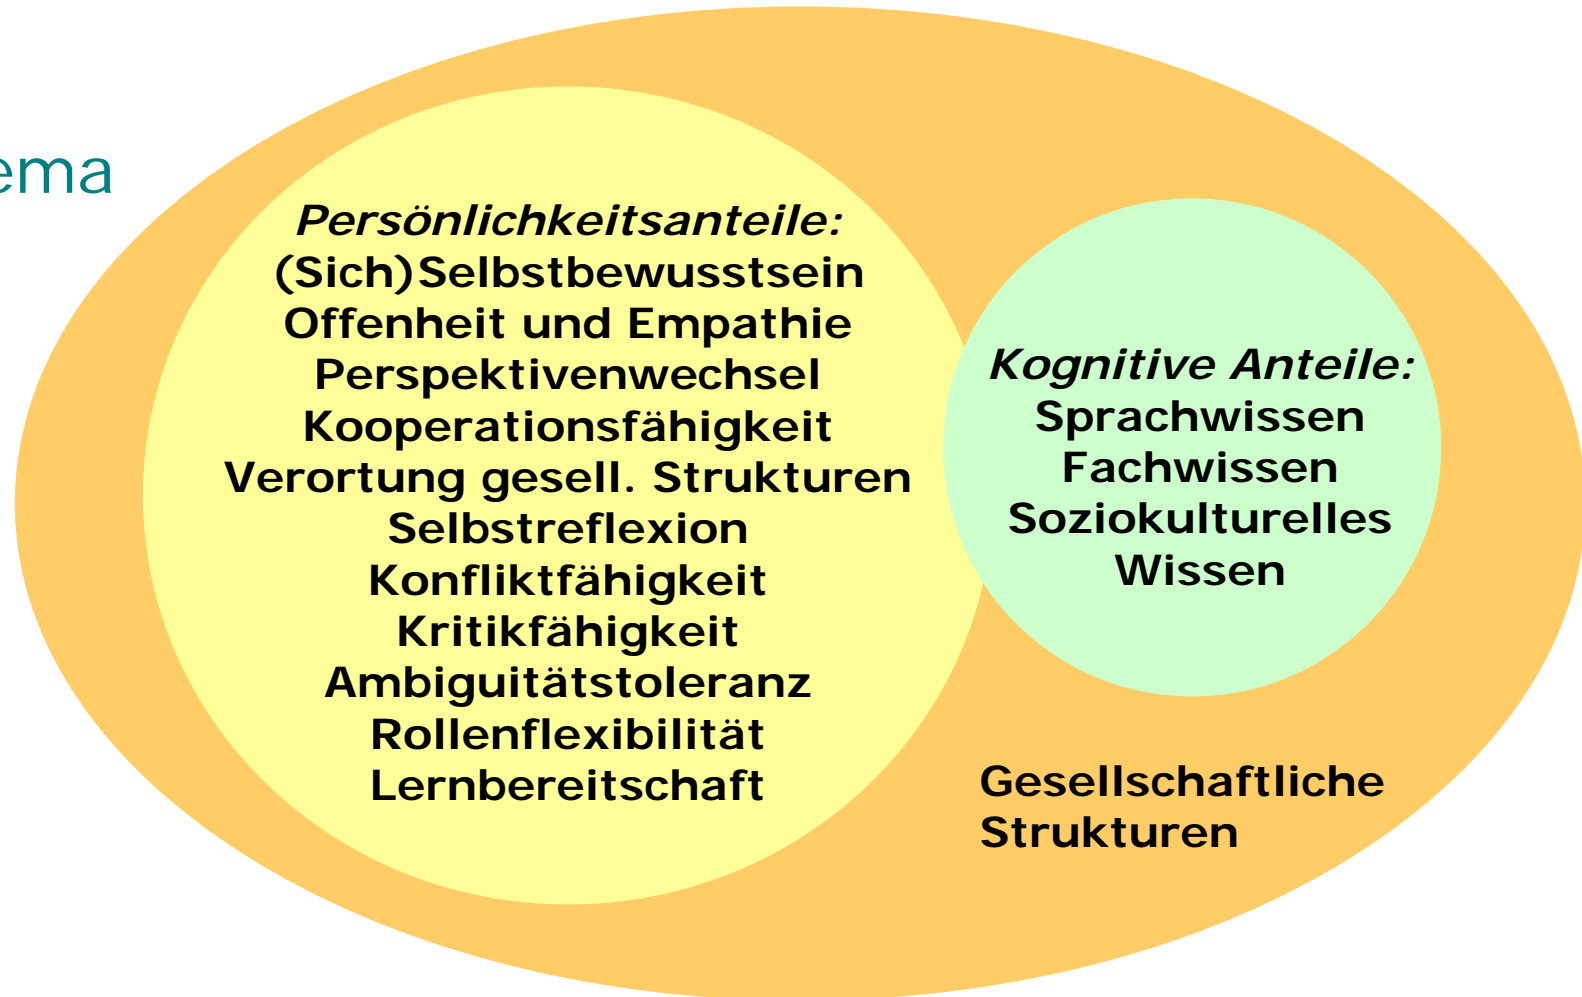 ema
Persönlichkeitsanteile:
(Sich)Selbstbewusstsein
Offenheit und Empathie
Perspektivenwechsel
Kooperationsfähigkeit
Verortung gesell. Strukturen
Selbstreflexion
Konfliktfähigkeit
Kritikfähigkeit
Ambiguitätstoleranz
Rollenflexibilität
Lernbereitschaft
Kognitive Anteile:
Sprachwissen
Fachwissen
Soziokulturelles
Wissen
Gesellschaftliche
Strukturen